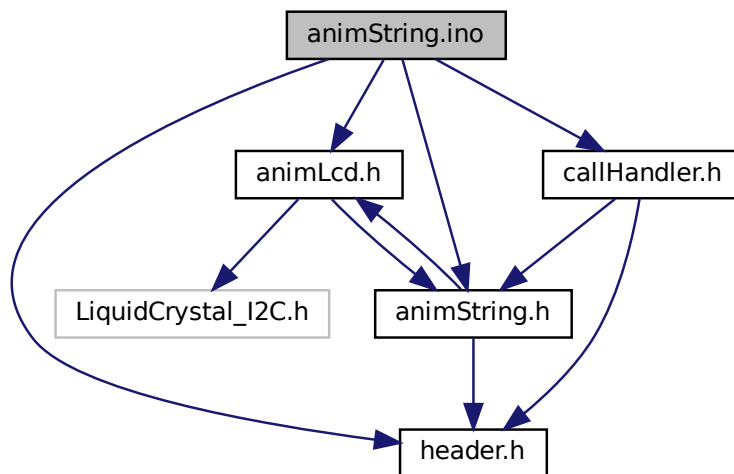 animString.ino
animLcd.h
callHandler.h
LiquidCrystal_I2C.h
animString.h
header.h